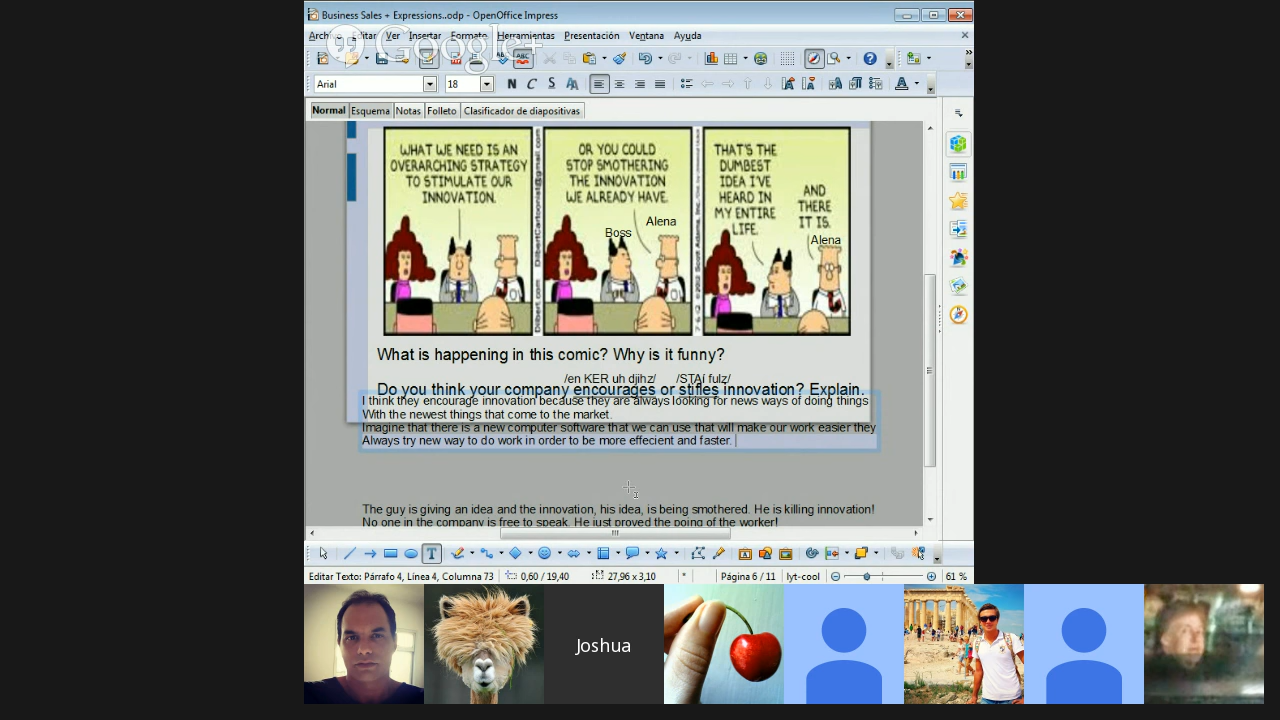 Business Sales + Expressions..odp - OpenOffice Impress
Google+
Archivo Editar Ver Insertar Formato Herramientas Presentación Ventana Ayuda
Arial 18 N C S
Normal Esquema Notas Folleto Clasificador de diapositivas
WHAT WE NEED IS AN
OVERARCHING STRATEGY
TO STIMULATE OUR
INNOVATION.
Dilbert.com DilbertCartoonist@gmail.com
OR YOU COULD
STOP SMOTHERING
THE INNOVATION
WE ALREADY HAVE.
Boss
Alena
THAT'S THE
DUMBEST
IDEA I'VE
HEARD IN
MY ENTIRE
LIFE.
AND
THERE
IT IS.
Alena
What is happening in this comic? Why is it funny?
/en KER uh djihz/ /STAí fulz/
Do you think your company encourages or stifles innovation? Explain.
I think they encourage innovation because they are always looking for news ways of doing things
With the newest things that come to the market.
Imagine that there is a new computer software that we can use that will make our work easier they
Always try new way to do work in order to be more effecient and faster.
The guy is giving an idea and the innovation, his idea, is being smothered. He is killing innovation!
No one in the company is free to speak. He just proved the poing of the worker!
Editar Texto: Párrafo 4, Línea 4, Columna 73 0,60 / 19,40 27,96 x 3,10 * Página 6 / 11 lyt-cool 61 %
Joshua